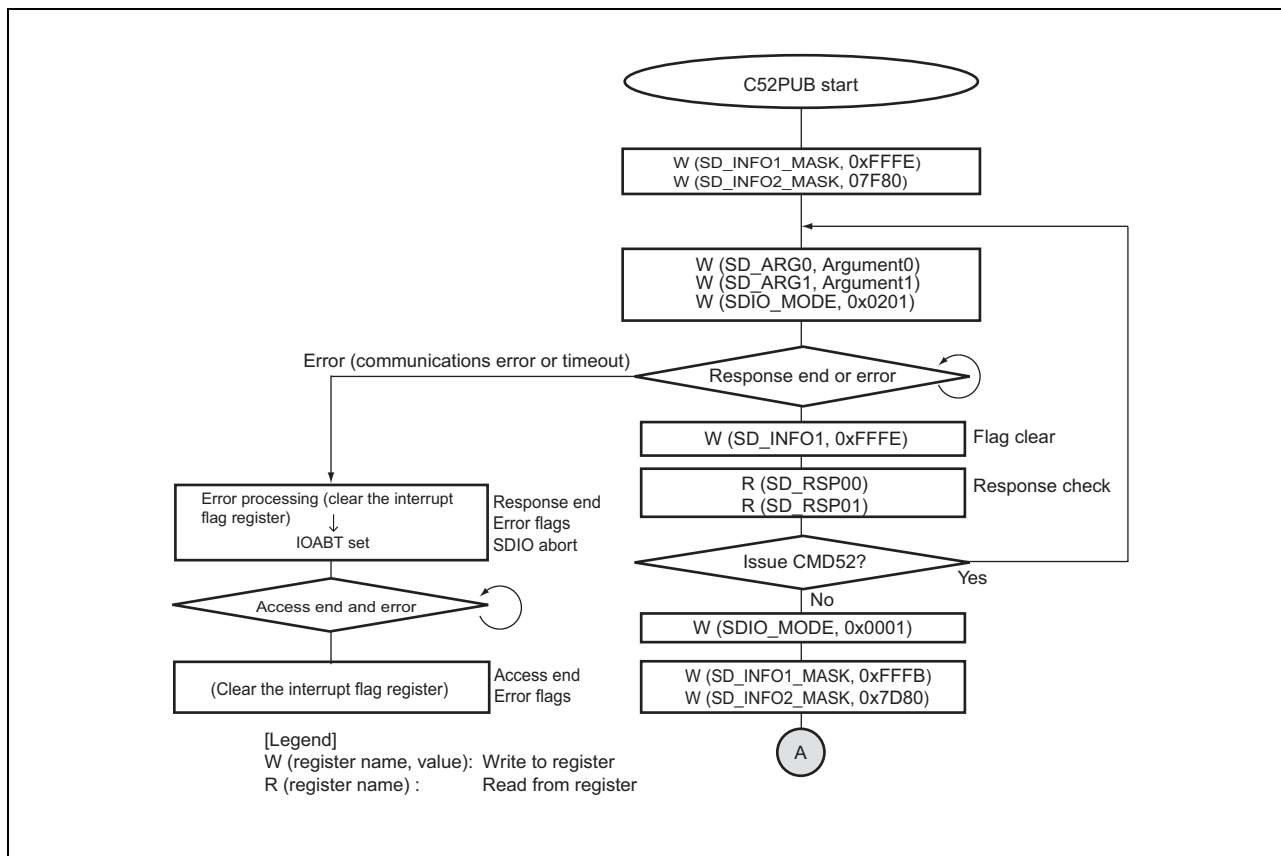 C52PUB start
W (SD_INFO1_MASK, 0xFFFE)
W (SD_INFO2_MASK, 07F80)
W (SD_ARG0, Argument0)
W (SD_ARG1, Argument1)
W (SDIO_MODE, 0x0201)
Error (communications error or timeout)
Response end or error
W (SD_INFO1, 0xFFFE)
Flag clear
R (SD_RSP00)
R (SD_RSP01)
Response check
Error processing (clear the interrupt
flag register)
↓
IOABT set
Response end
Error flags
SDIO abort
Issue CMD52?
Yes
No
Access end and error
W (SDIO_MODE, 0x0001)
(Clear the interrupt flag register)
Access end
Error flags
W (SD_INFO1_MASK, 0xFFFB)
W (SD_INFO2_MASK, 0x7D80)
A
[Legend]
W (register name, value): Write to register
R (register name) : Read from register